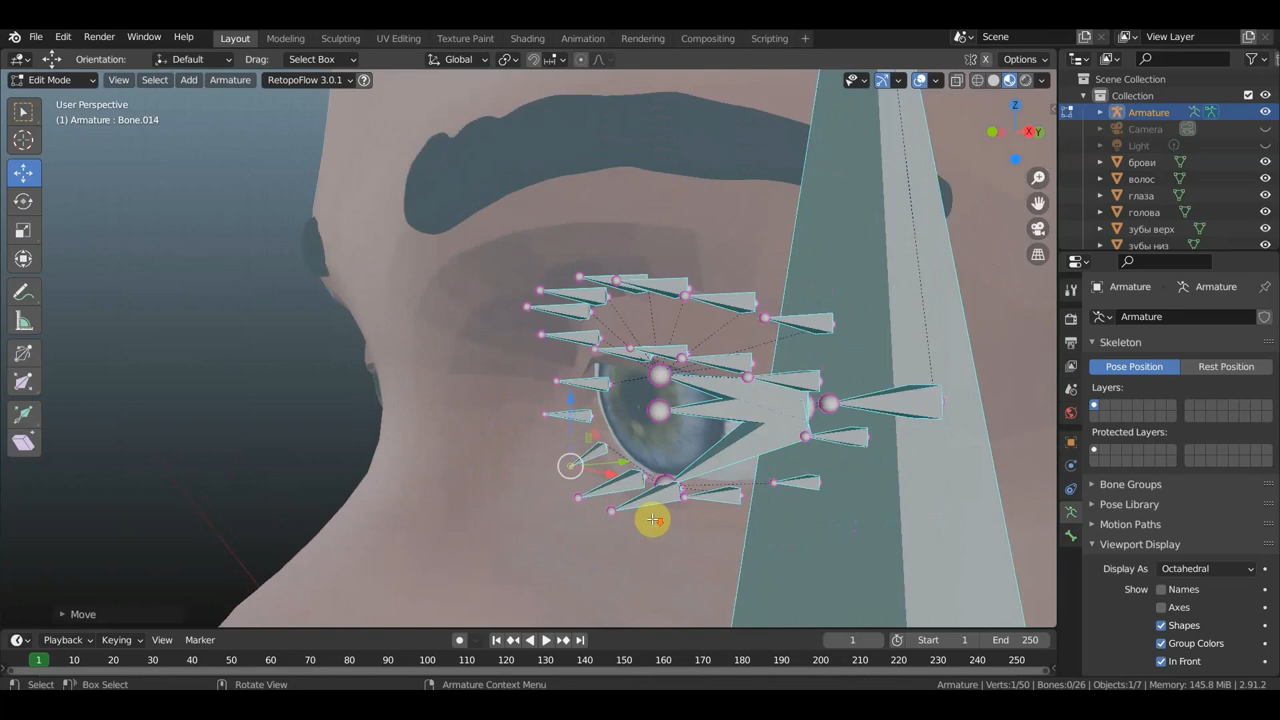 File Edit Render Window Help
Layout Modeling Sculpting UV Editing Texture Paint Shading Animation Rendering Compositing Scripting +
Scene
View Layer
Orientation: Default Drag: Select Box
Global
X Options
Edit Mode View Select Add Armature RetopoFlow 3.0.1 ?
User Perspective
(1) Armature : Bone.014
Z
X Y
Scene Collection
Collection
Armature
Camera
Light
брови
волос
глаза
голова
зубы верх
зубы низ
Armature Armature
Armature
Skeleton
Pose Position Rest Position
Layers:
Protected Layers:
Bone Groups
Pose Library
Motion Paths
Viewport Display
Display As Octahedral
Show Names
Axes
Shapes
Group Colors
In Front
Move
Playback Keying View Marker
1 Start 1 End 250
1 10 20 30 40 50 60 70 80 90 100 110 120 130 140 150 160 170 180 190 200 210 220 230 240 250
Select Box Select Rotate View Armature Context Menu
Armature | Verts:1/50 | Bones:0/26 | Objects:1/7 | Memory: 145.8 MiB | 2.91.2